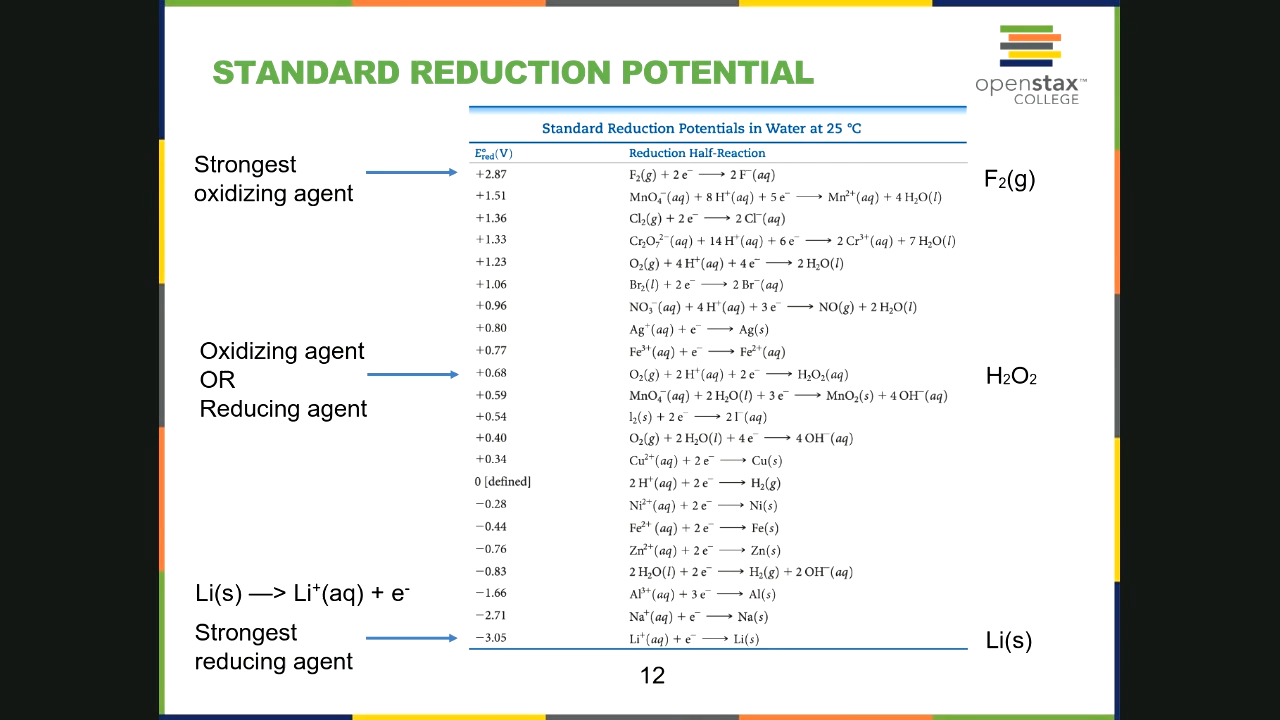 STANDARD REDUCTION POTENTIAL
openstax™
COLLEGE
Standard Reduction Potentials in Water at 25 °C
E°red(V) Reduction Half-Reaction
Strongest
oxidizing agent
+2.87 F₂(g) + 2 e⁻ ⟶ 2 F⁻(aq)
F₂(g)
+1.51 MnO₄⁻(aq) + 8 H⁺(aq) + 5 e⁻ ⟶ Mn²⁺(aq) + 4 H₂O(l)
+1.36 Cl₂(g) + 2 e⁻ ⟶ 2 Cl⁻(aq)
+1.33 Cr₂O₇²⁻(aq) + 14 H⁺(aq) + 6 e⁻ ⟶ 2 Cr³⁺(aq) + 7 H₂O(l)
+1.23 O₂(g) + 4 H⁺(aq) + 4 e⁻ ⟶ 2 H₂O(l)
+1.06 Br₂(l) + 2 e⁻ ⟶ 2 Br⁻(aq)
+0.96 NO₃⁻(aq) + 4 H⁺(aq) + 3 e⁻ ⟶ NO(g) + 2 H₂O(l)
+0.80 Ag⁺(aq) + e⁻ ⟶ Ag(s)
+0.77 Fe³⁺(aq) + e⁻ ⟶ Fe²⁺(aq)
Oxidizing agent
OR
Reducing agent
+0.68 O₂(g) + 2 H⁺(aq) + 2 e⁻ ⟶ H₂O₂(aq)
H₂O₂
+0.59 MnO₄⁻(aq) + 2 H₂O(l) + 3 e⁻ ⟶ MnO₂(s) + 4 OH⁻(aq)
+0.54 I₂(s) + 2 e⁻ ⟶ 2 I⁻(aq)
+0.40 O₂(g) + 2 H₂O(l) + 4 e⁻ ⟶ 4 OH⁻(aq)
+0.34 Cu²⁺(aq) + 2 e⁻ ⟶ Cu(s)
0 [defined] 2 H⁺(aq) + 2 e⁻ ⟶ H₂(g)
−0.28 Ni²⁺(aq) + 2 e⁻ ⟶ Ni(s)
−0.44 Fe²⁺ (aq) + 2 e⁻ ⟶ Fe(s)
−0.76 Zn²⁺(aq) + 2 e⁻ ⟶ Zn(s)
−0.83 2 H₂O(l) + 2 e⁻ ⟶ H₂(g) + 2 OH⁻(aq)
−1.66 Al³⁺(aq) + 3 e⁻ ⟶ Al(s)
−2.71 Na⁺(aq) + e⁻ ⟶ Na(s)
−3.05 Li⁺(aq) + e⁻ ⟶ Li(s)
Li(s) —> Li⁺(aq) + e⁻
Strongest
reducing agent
Li(s)
12